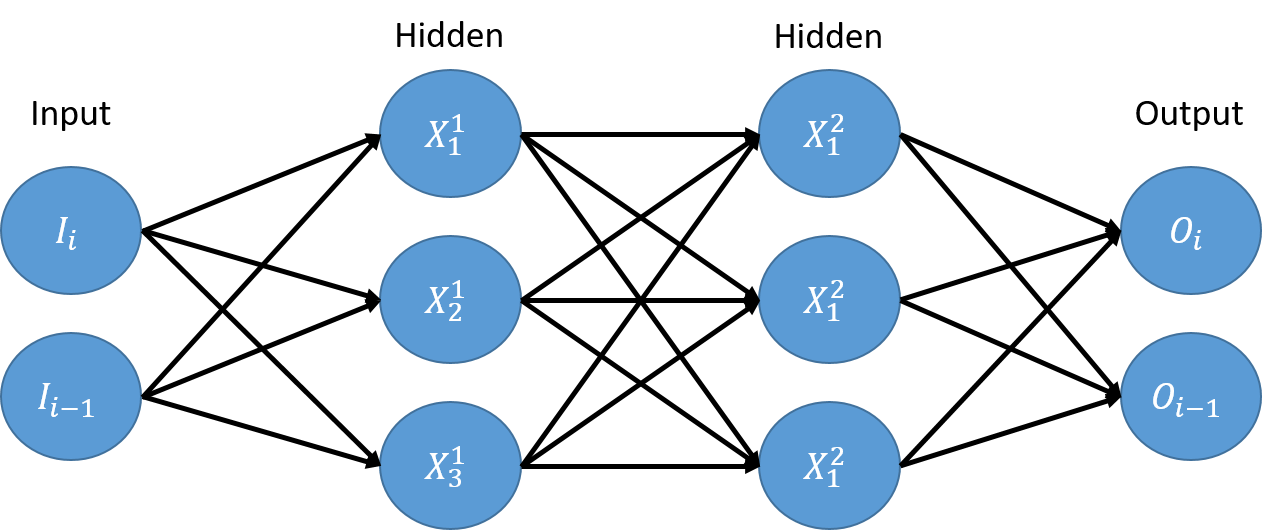 Input
Hidden
Hidden
Output
I_i
I_{i-1}
X_1^1
X_2^1
X_3^1
X_1^2
X_1^2
X_1^2
O_i
O_{i-1}